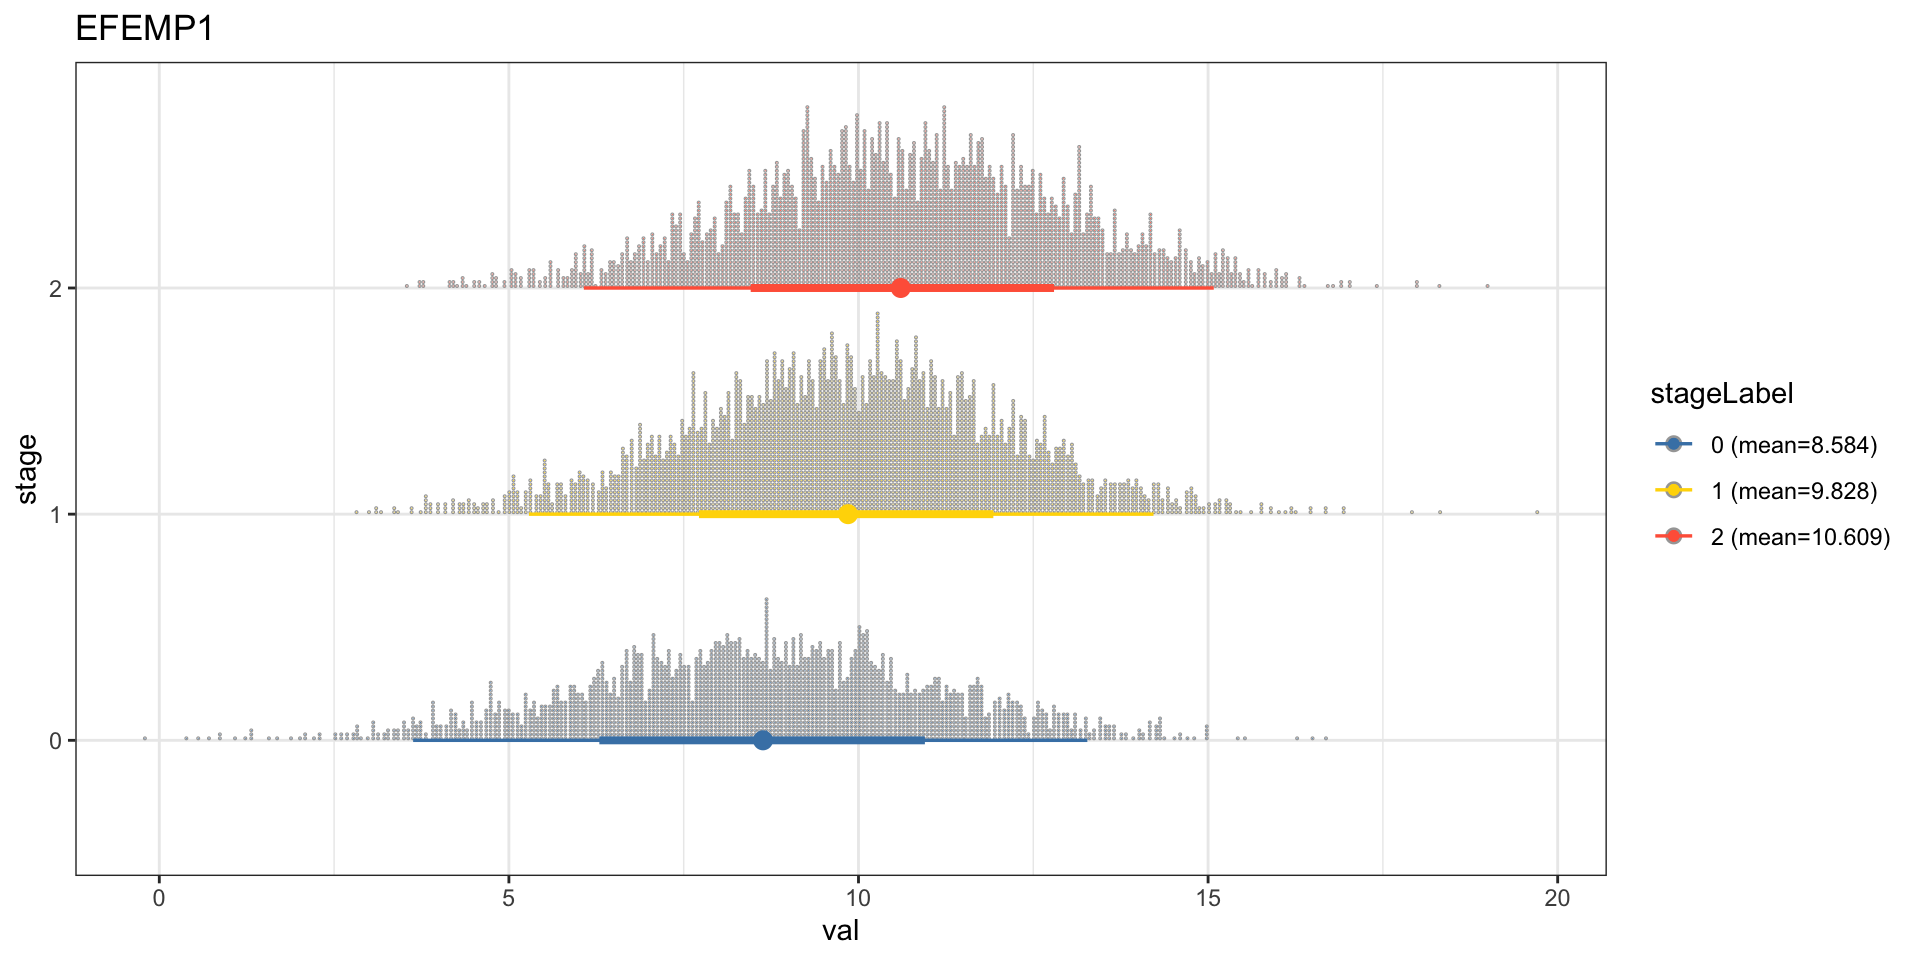 EFEMP1
2
1
0
stage
0 5 10 15 20
val
stageLabel
0 (mean=8.584)
1 (mean=9.828)
2 (mean=10.609)